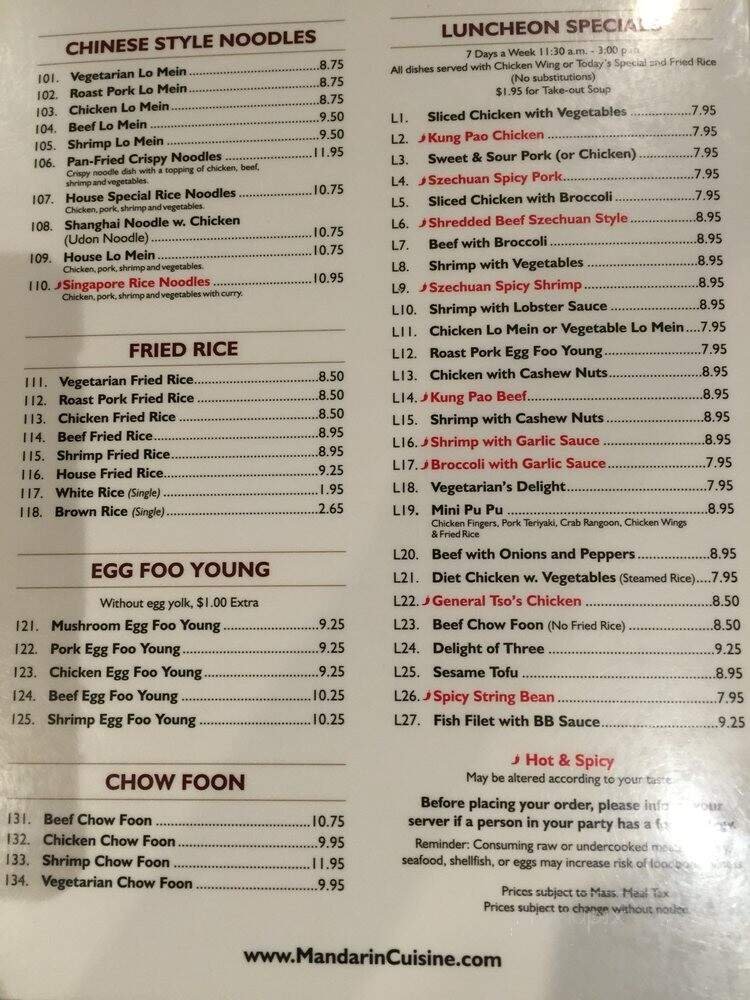 CHINESE STYLE NOODLES
101. Vegetarian Lo Mein 8.75
102. Roast Pork Lo Mein 8.75
103. Chicken Lo Mein 8.75
104. Beef Lo Mein 9.50
105. Shrimp Lo Mein 9.50
106. Pan-Fried Crispy Noodles 11.95
Crispy noodle dish with a topping of chicken, beef,
shrimp and vegetables.
107. House Special Rice Noodles 10.75
Chicken, pork, shrimp and vegetables.
108. Shanghai Noodle w. Chicken
(Udon Noodle) 10.75
109. House Lo Mein 10.75
Chicken, pork, shrimp and vegetables.
110. Singapore Rice Noodles 10.95
Chicken, pork, shrimp and vegetables with curry.
FRIED RICE
111. Vegetarian Fried Rice 8.50
112. Roast Pork Fried Rice 8.50
113. Chicken Fried Rice 8.50
114. Beef Fried Rice 8.95
115. Shrimp Fried Rice 8.95
116. House Fried Rice 9.25
117. White Rice (Single) 1.95
118. Brown Rice (Single) 2.65
EGG FOO YOUNG
Without egg yolk, $1.00 Extra
121. Mushroom Egg Foo Young 9.25
122. Pork Egg Foo Young 9.25
123. Chicken Egg Foo Young 9.25
124. Beef Egg Foo Young 10.25
125. Shrimp Egg Foo Young 10.25
CHOW FOON
131. Beef Chow Foon 10.75
132. Chicken Chow Foon 9.95
133. Shrimp Chow Foon 11.95
134. Vegetarian Chow Foon 9.95
LUNCHEON SPECIALS
7 Days a Week 11:30 a.m. - 3:00 p.m.
All dishes served with Chicken Wing or Today's Special and Fried Rice
(No substitutions)
$1.95 for Take-out Soup
L1. Sliced Chicken with Vegetables 7.95
L2. Kung Pao Chicken 7.95
L3. Sweet & Sour Pork (or Chicken) 7.95
L4. Szechuan Spicy Pork 7.95
L5. Sliced Chicken with Broccoli 7.95
L6. Shredded Beef Szechuan Style 8.95
L7. Beef with Broccoli 8.95
L8. Shrimp with Vegetables 8.95
L9. Szechuan Spicy Shrimp 8.95
L10. Shrimp with Lobster Sauce 8.95
L11. Chicken Lo Mein or Vegetable Lo Mein 7.95
L12. Roast Pork Egg Foo Young 7.95
L13. Chicken with Cashew Nuts 8.95
L14. Kung Pao Beef 8.95
L15. Shrimp with Cashew Nuts 8.95
L16. Shrimp with Garlic Sauce 8.95
L17. Broccoli with Garlic Sauce 7.95
L18. Vegetarian's Delight 7.95
L19. Mini Pu Pu 8.95
Chicken Fingers, Pork Teriyaki, Crab Rangoon, Chicken Wings
& Fried Rice
L20. Beef with Onions and Peppers 8.95
L21. Diet Chicken w. Vegetables (Steamed Rice) 7.95
L22. General Tso's Chicken 8.50
L23. Beef Chow Foon (No Fried Rice) 8.50
L24. Delight of Three 9.25
L25. Sesame Tofu 8.95
L26. Spicy String Bean 7.95
L27. Fish Filet with BB Sauce 9.25
Hot & Spicy
May be altered according to your taste
Before placing your order, please your
server if a person in your party has a
Reminder: Consuming raw or undercooked
seafood, shellfish, or eggs may increase risk of
Prices subject to Mass. Meal Tax
Prices subject to change without notice
www.MandarinCuisine.com